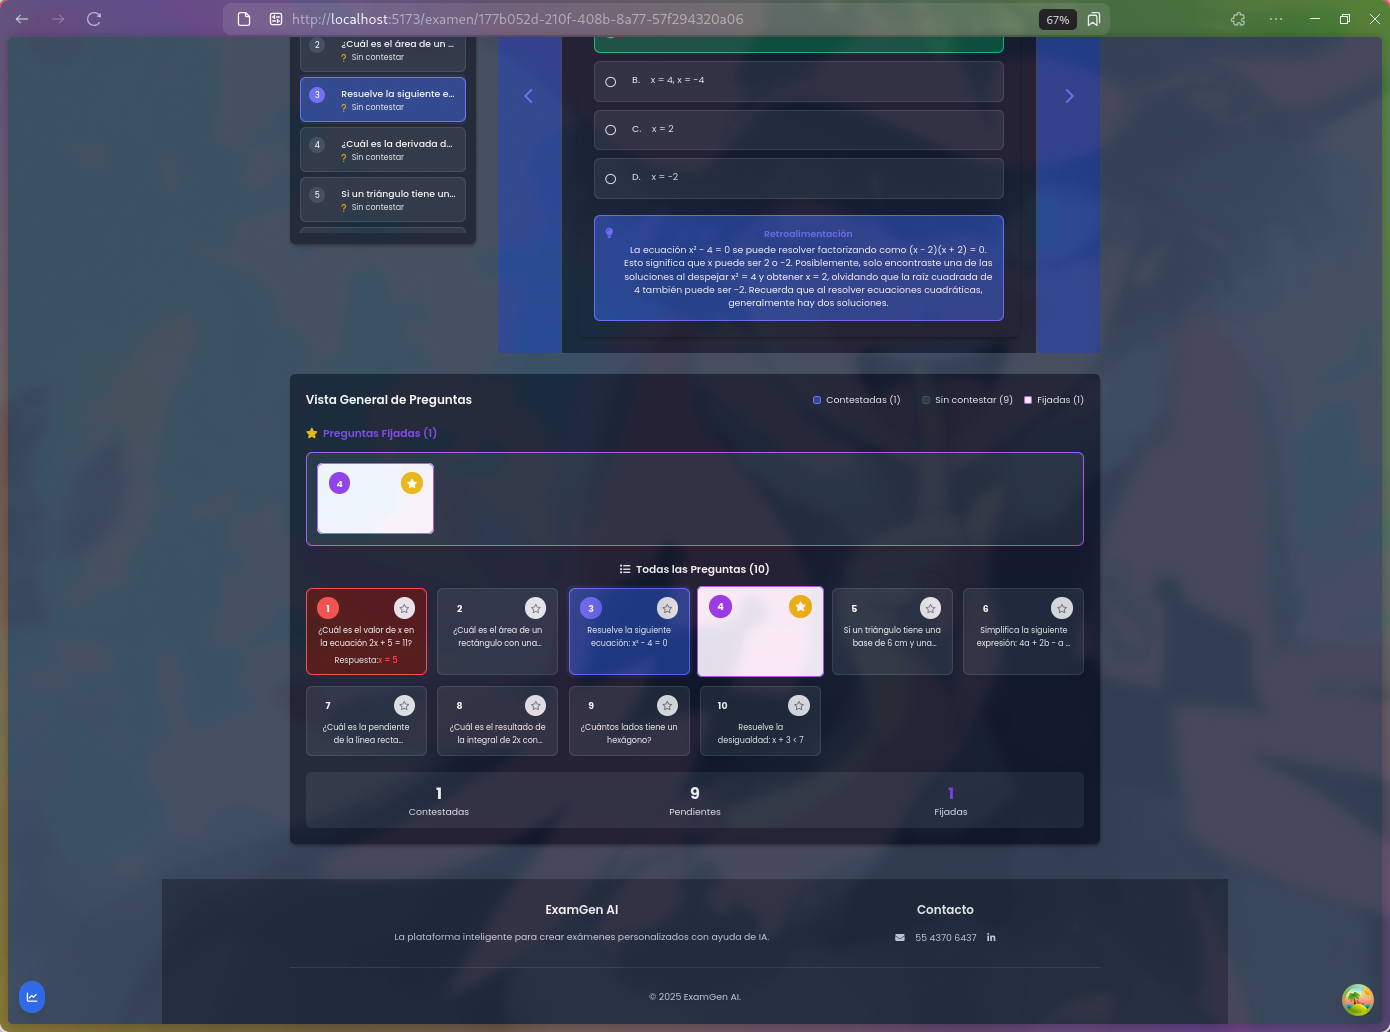 http://localhost:5173/examen/177b052d-210f-408b-8a77-57f294320a06
67%
2
¿Cuál es el área de un ...
? Sin contestar
3
Resuelve la siguiente e...
? Sin contestar
4
¿Cuál es la derivada d...
? Sin contestar
5
Si un triángulo tiene un...
? Sin contestar
B. x = 4, x = -4
C. x = 2
D. x = -2
Retroalimentación
La ecuación x² - 4 = 0 se puede resolver factorizando como (x - 2)(x + 2) = 0.
Esto significa que x puede ser 2 o -2. Posiblemente, solo encontraste una de las
soluciones al despejar x² = 4 y obtener x = 2, olvidando que la raíz cuadrada de
4 también puede ser -2. Recuerda que al resolver ecuaciones cuadráticas,
generalmente hay dos soluciones.
Vista General de Preguntas
Contestadas (1)
Sin contestar (9)
Fijadas (1)
Preguntas Fijadas (1)
4
Todas las Preguntas (10)
1
¿Cuál es el valor de x en
la ecuación 2x + 5 = 11?
Respuesta:x = 5
2
¿Cuál es el área de un
rectángulo con una...
3
Resuelve la siguiente
ecuación: x² - 4 = 0
4
5
Si un triángulo tiene una
base de 6 cm y una...
6
Simplifica la siguiente
expresión: 4a + 2b - a ...
7
¿Cuál es la pendiente
de la línea recta...
8
¿Cuál es el resultado de
la integral de 2x con...
9
¿Cuántos lados tiene un
hexágono?
10
Resuelve la
desigualdad: x + 3 < 7
1
Contestadas
9
Pendientes
1
Fijadas
ExamGen AI
La plataforma inteligente para crear exámenes personalizados con ayuda de IA.
Contacto
55 4370 6437
© 2025 ExamGen AI.